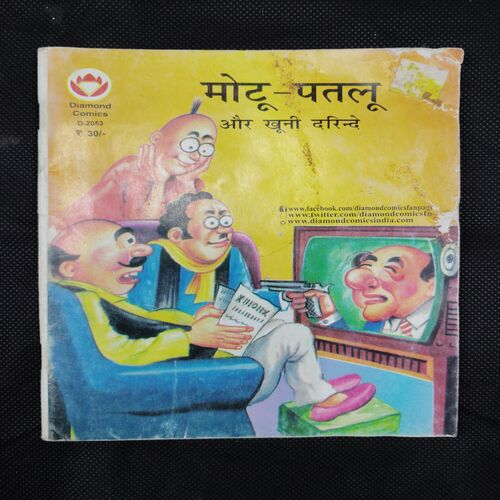 मोटू-पतलू
और खूनी दरिन्दे
Diamond
Comics
D-2053
₹ 30/-
www.facebook.com/diamondcomicsfanpage
www.twitter.com/diamondcomicsfn
www.diamondcomicsindia.com